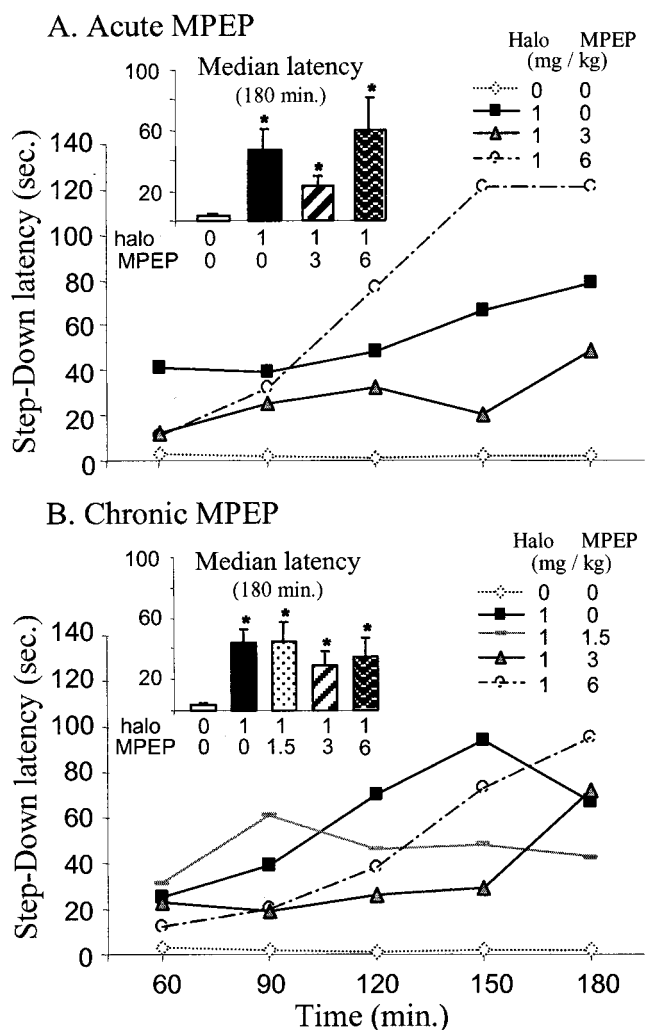 A. Acute MPEP
Halo MPEP
(mg / kg)
0 0
1 0
1 3
1 6
Median latency
(180 min.)
100
60
20
* * *
halo 0 1 1 1
MPEP 0 0 3 6
Step-Down latency (sec.)
140
120
100
80
60
40
20
0
B. Chronic MPEP
Halo MPEP
(mg / kg)
0 0
1 0
1 1.5
1 3
1 6
Median latency
(180 min.)
100
60
20
* * * *
halo 0 1 1 1 1
MPEP 0 0 1.5 3 6
Step-Down latency (sec.)
140
120
100
80
60
40
20
0
60 90 120 150 180
Time (min.)